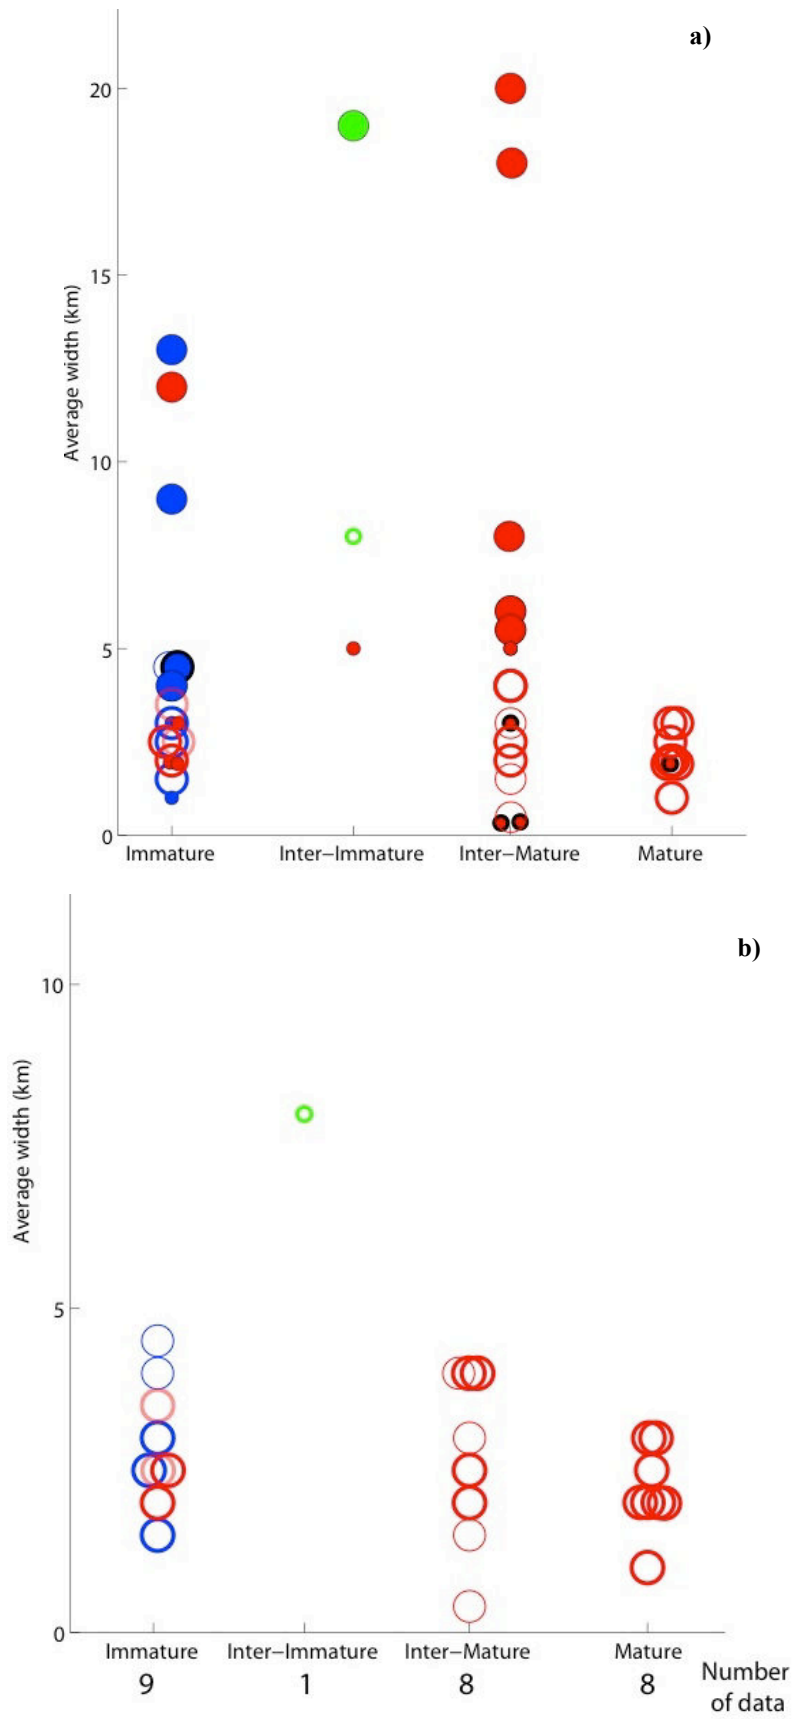 a)
20
15
10
5
0
Average width (km)
Immature Inter–Immature Inter–Mature Mature
b)
10
5
0
Average width (km)
Immature Inter–Immature Inter–Mature Mature
9 1 8 8
Number
of data